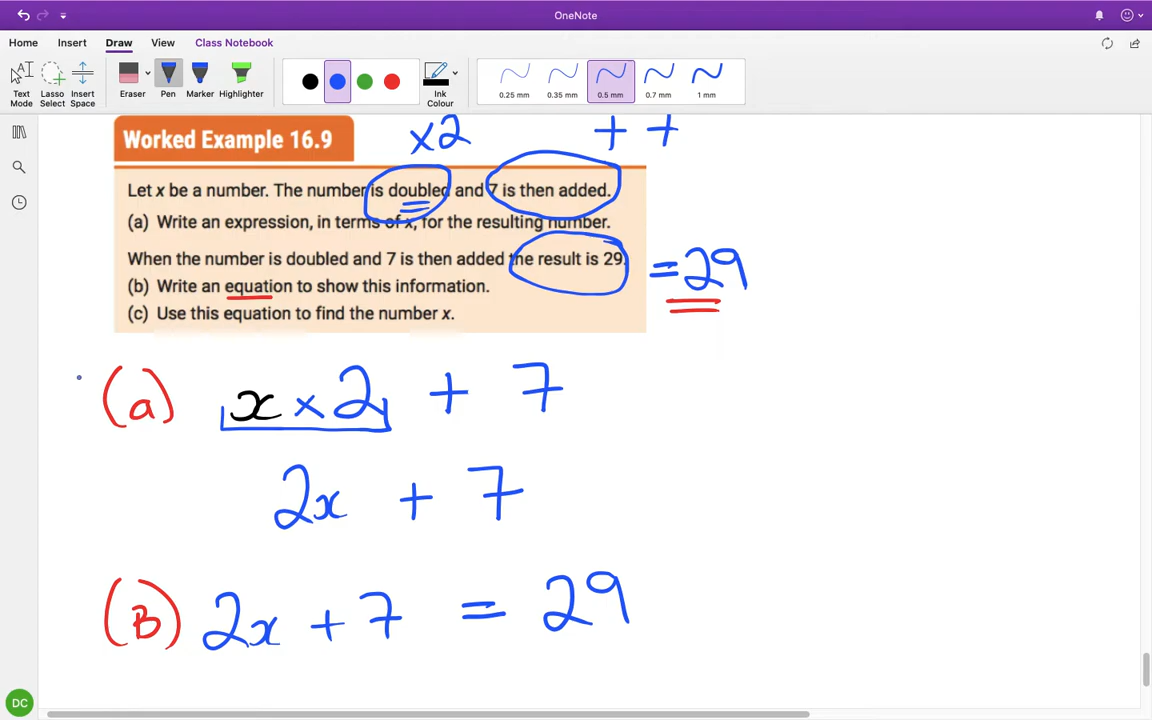 OneNote
Home Insert Draw View Class Notebook
Text Mode Lasso Select Insert Space Eraser Pen Marker Highlighter Ink Colour 0.25 mm 0.35 mm 0.5 mm 0.7 mm 1 mm
×2 + +
Worked Example 16.9
Let x be a number. The number is doubled and 7 is then added.
(a) Write an expression, in terms of x, for the resulting number.
When the number is doubled and 7 is then added the result is 29.
= 29
(b) Write an equation to show this information.
(c) Use this equation to find the number x.
(a) x × 2 + 7
2x + 7
(B) 2x + 7 = 29
DC